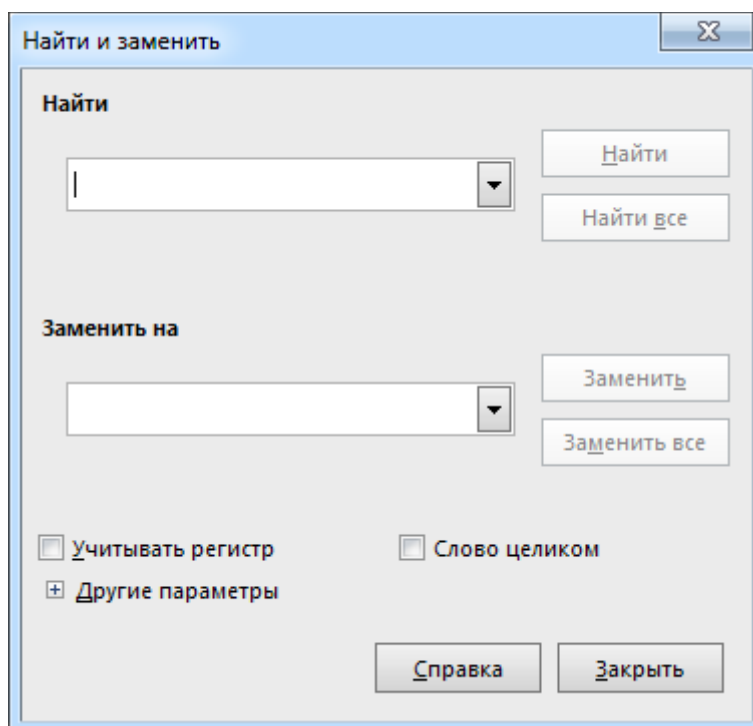 Найти и заменить
Найти
Найти
Найти все
Заменить на
Заменить
Заменить все
Учитывать регистр
Слово целиком
Другие параметры
Справка
Закрыть